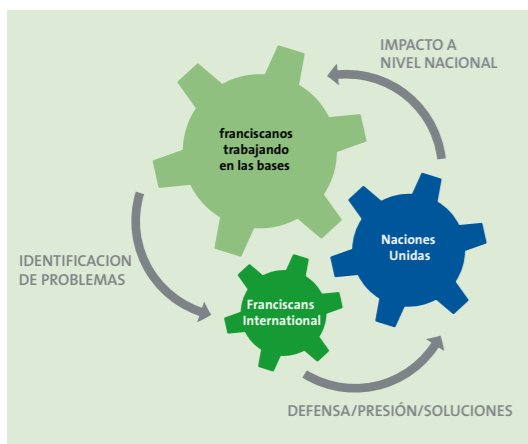 IMPACTO A
NIVEL NACIONAL
franciscanos
trabajando
en las bases
Naciones
Unidas
IDENTIFICACION
DE PROBLEMAS
Franciscans
International
DEFENSA/PRESIÓN/SOLUCIONES